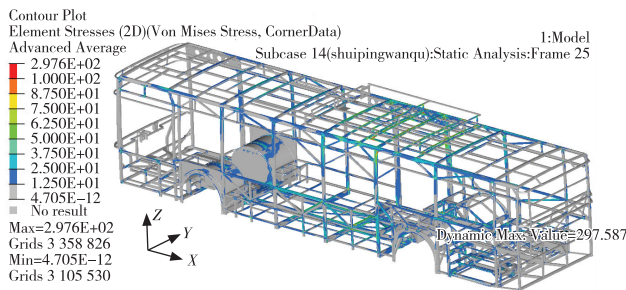 Contour Plot
Element Stresses (2D)(Von Mises Stress, CornerData)
Advanced Average
1:Model
Subcase 14(shuipingwanqu):Static Analysis:Frame 25
2.976E+02
1.000E+02
8.750E+01
7.500E+01
6.250E+01
5.000E+01
3.750E+01
2.500E+01
1.250E+01
4.705E-12
No result
Max=2.976E+02
Grids 3 358 826
Min=4.705E-12
Grids 3 105 530
Z
Y
X
Dynamic Max. Value=297.587